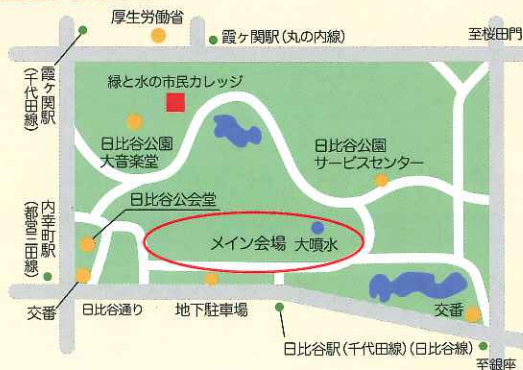 厚生労働省
霞ヶ関駅(丸の内線)
至桜田門
霞ヶ関駅
(千代田線)
緑と水の市民カレッジ
日比谷公園
大音楽堂
日比谷公園
サービスセンター
日比谷公会堂
内幸町駅
(都営三田線)
メイン会場
大噴水
交番
日比谷通り
地下駐車場
交番
日比谷駅(千代田線)(日比谷線)
至銀座